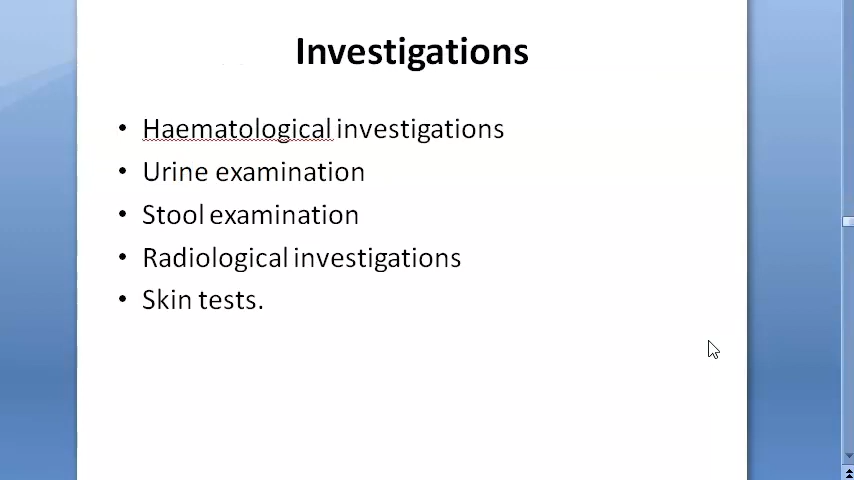 Investigations
• Haematological investigations
• Urine examination
• Stool examination
• Radiological investigations
• Skin tests.